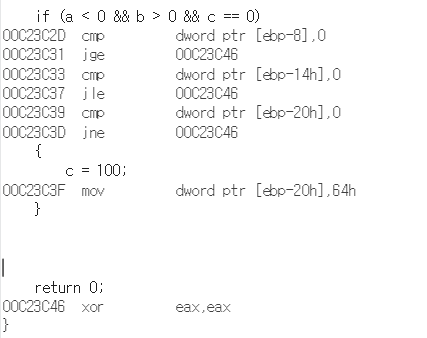 if (a < 0 && b > 0 && c == 0)
00C23C2D  cmp         dword ptr [ebp-8],0
00C23C31  jge         00C23C46
00C23C33  cmp         dword ptr [ebp-14h],0
00C23C37  jle         00C23C46
00C23C39  cmp         dword ptr [ebp-20h],0
00C23C3D  jne         00C23C46
{
c = 100;
00C23C3F  mov         dword ptr [ebp-20h],64h
}
return 0;
00C23C46  xor         eax,eax
}